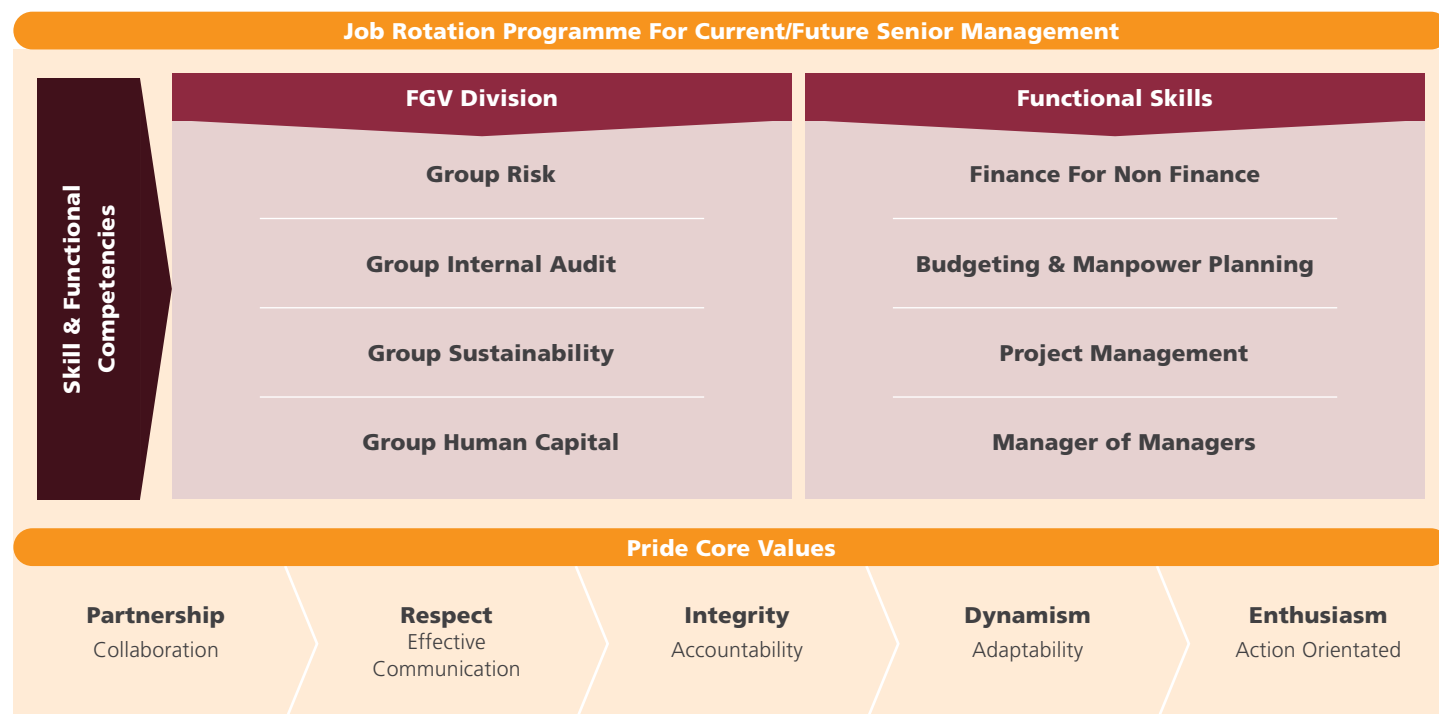 Job Rotation Programme For Current/Future Senior Management
Skill & Functional
Competencies
FGV Division
Group Risk
Group Internal Audit
Group Sustainability
Group Human Capital
Functional Skills
Finance For Non Finance
Budgeting & Manpower Planning
Project Management
Manager of Managers
Pride Core Values
Partnership
Collaboration
Respect
Effective
Communication
Integrity
Accountability
Dynamism
Adaptability
Enthusiasm
Action Orientated